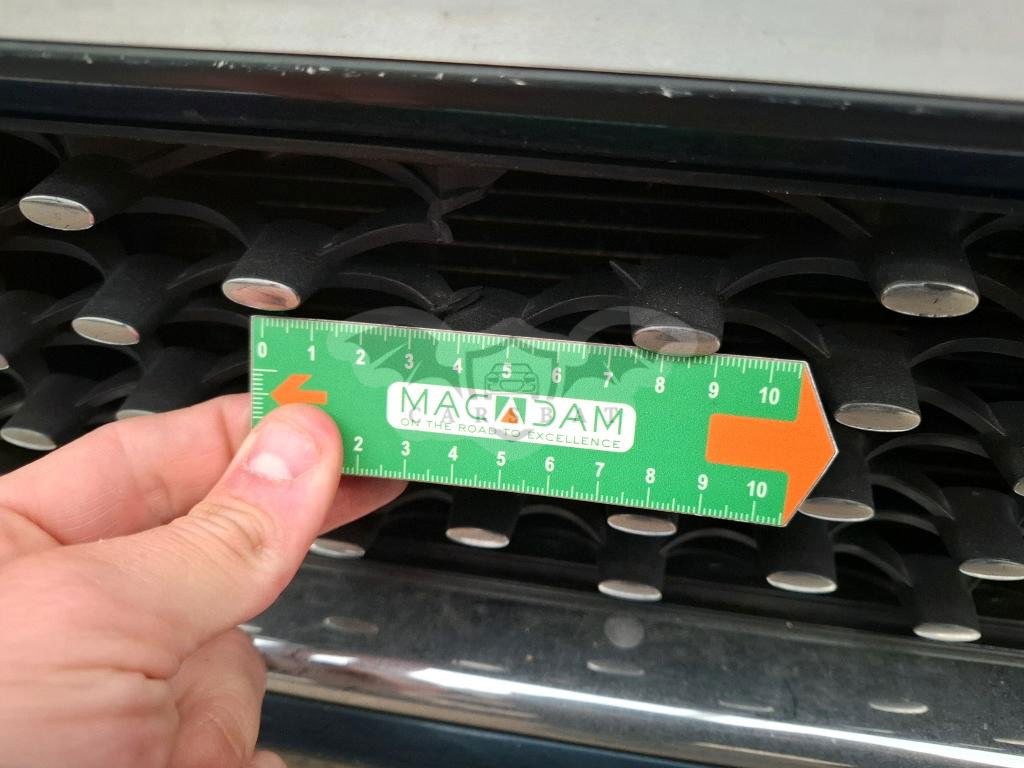 0 1 2 3 4 5 6 7 8 9 10
MACADAM
CARSBAT
ON THE ROAD TO EXCELLENCE
2 3 4 5 6 7 8 9 10